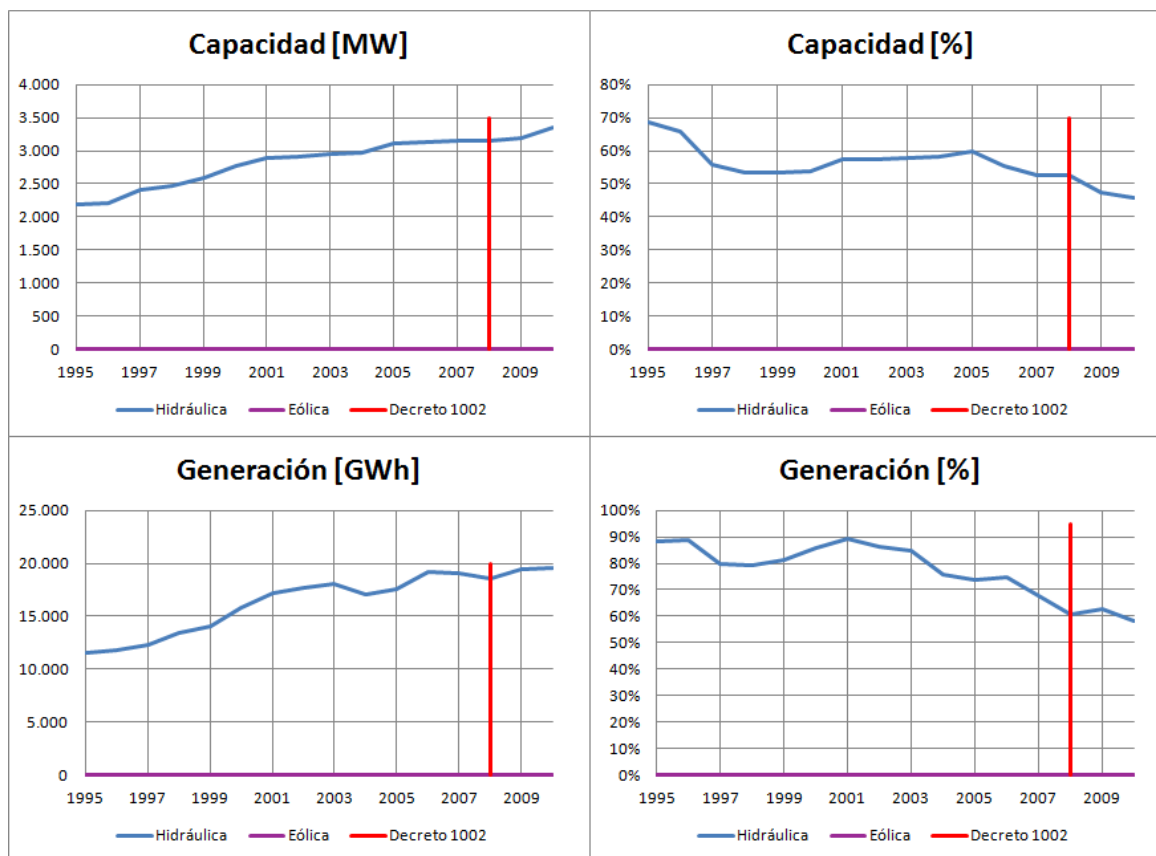 Capacidad [MW]
4.000
3.500
3.000
2.500
2.000
1.500
1.000
500
0
1995 1997 1999 2001 2003 2005 2007 2009
Hidráulica Eólica Decreto 1002
Capacidad [%]
80%
70%
60%
50%
40%
30%
20%
10%
0%
1995 1997 1999 2001 2003 2005 2007 2009
Hidráulica Eólica Decreto 1002
Generación [GWh]
25.000
20.000
15.000
10.000
5.000
0
1995 1997 1999 2001 2003 2005 2007 2009
Hidráulica Eólica Decreto 1002
Generación [%]
100%
90%
80%
70%
60%
50%
40%
30%
20%
10%
0%
1995 1997 1999 2001 2003 2005 2007 2009
Hidráulica Eólica Decreto 1002